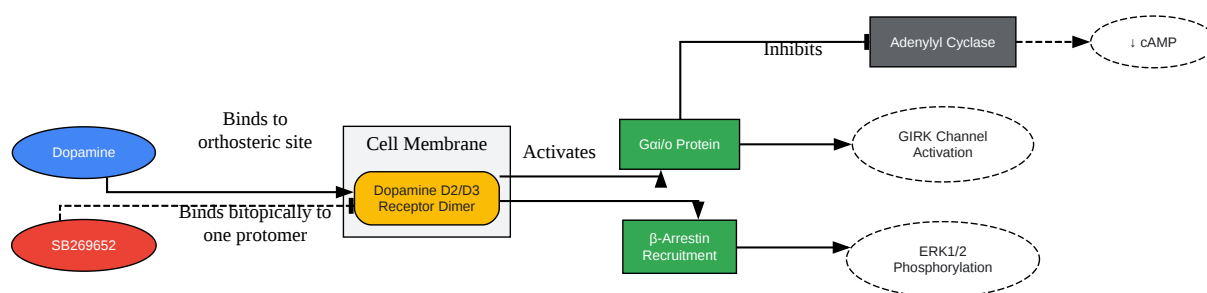 Inhibits
Adenylyl Cyclase
↓ cAMP
Binds to
orthosteric site
Dopamine
Cell Membrane
Activates
Gαi/o Protein
GIRK Channel
Activation
Dopamine D2/D3
Receptor Dimer
Binds bitopically to
one protomer
SB269652
β-Arrestin
Recruitment
ERK1/2
Phosphorylation